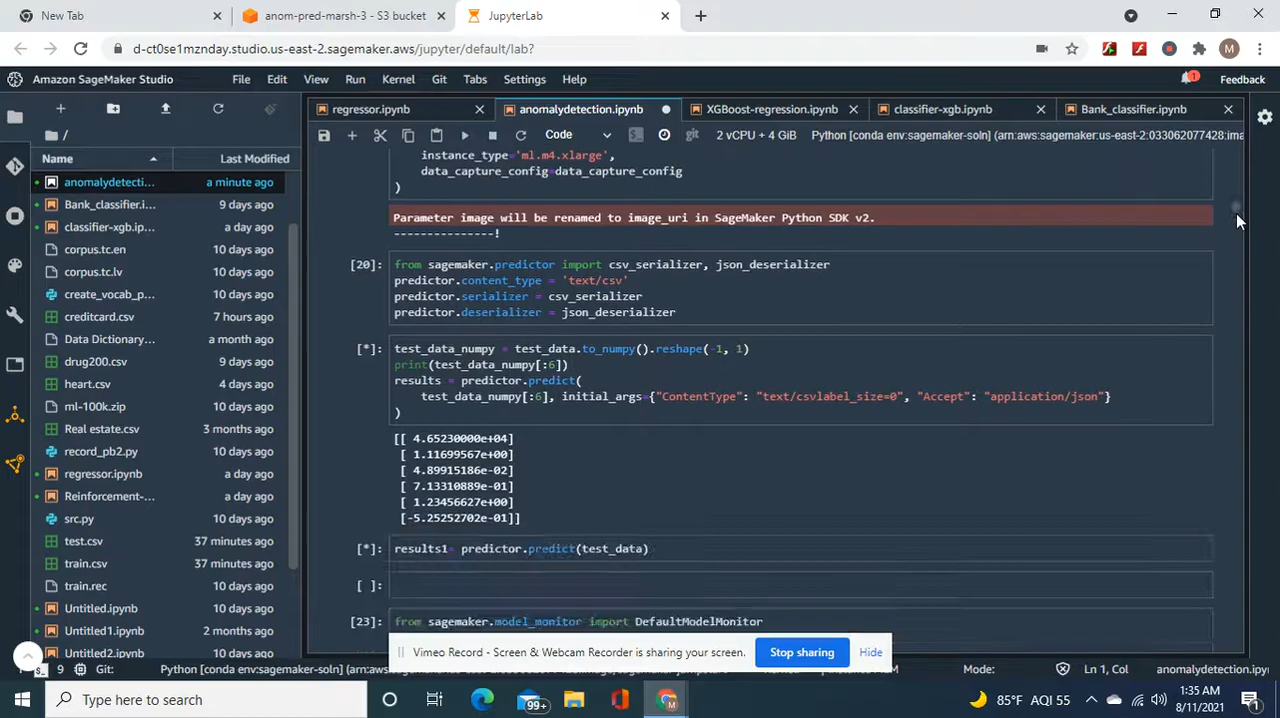 New Tab
anom-pred-marsh-3 - S3 bucket
JupyterLab
d-ct0se1mznday.studio.us-east-2.sagemaker.aws/jupyter/default/lab?
M
Amazon SageMaker Studio
File Edit View Run Kernel Git Tabs Settings Help
1
Feedback
regressor.ipynb
anomalydetection.ipynb
XGBoost-regression.ipynb
classifier-xgb.ipynb
Bank_classifier.ipynb
Code
git
2 vCPU + 4 GiB
Python [conda env:sagemaker-soln] (arn:aws:sagemaker:us-east-2:033062077428:ima
/
Name Last Modified
anomalydetecti... a minute ago
Bank_classifier.i... 9 days ago
classifier-xgb.ip... a day ago
corpus.tc.en 10 days ago
corpus.tc.lv 10 days ago
create_vocab_p... 10 days ago
creditcard.csv 7 hours ago
Data Dictionary... a month ago
drug200.csv 9 days ago
heart.csv 4 days ago
ml-100k.zip 10 days ago
Real estate.csv 3 months ago
record_pb2.py 10 days ago
regressor.ipynb a day ago
Reinforcement-... a day ago
src.py 10 days ago
test.csv 37 minutes ago
train.csv 37 minutes ago
train.rec 10 days ago
Untitled.ipynb 10 days ago
Untitled1.ipynb 2 months ago
Untitled2.ipynb 10 days ago
instance_type='ml.m4.xlarge',
data_capture_config=data_capture_config
)
Parameter image will be renamed to image_uri in SageMaker Python SDK v2.
---------------!
[20]: from sagemaker.predictor import csv_serializer, json_deserializer
predictor.content_type = 'text/csv'
predictor.serializer = csv_serializer
predictor.deserializer = json_deserializer
[*]: test_data_numpy = test_data.to_numpy().reshape(-1, 1)
print(test_data_numpy[:6])
results = predictor.predict(
test_data_numpy[:6], initial_args={"ContentType": "text/csvlabel_size=0", "Accept": "application/json"}
)
[[ 4.65230000e+04]
[ 1.11699567e+00]
[ 4.89915186e-02]
[ 7.13310889e-01]
[ 1.23456627e+00]
[-5.25252702e-01]]
[*]: results1= predictor.predict(test_data)
[ ]:
[23]: from sagemaker.model_monitor import DefaultModelMonitor
Vimeo Record - Screen & Webcam Recorder is sharing your screen.
Stop sharing
Hide
9
Git:
Python [conda env:sagemaker-soln] (arn:aws
Mode:
Ln 1, Col 1
anomalydetection.ipynb
Type here to search
99+
M
85°F AQI 55
1:35 AM
8/11/2021
1